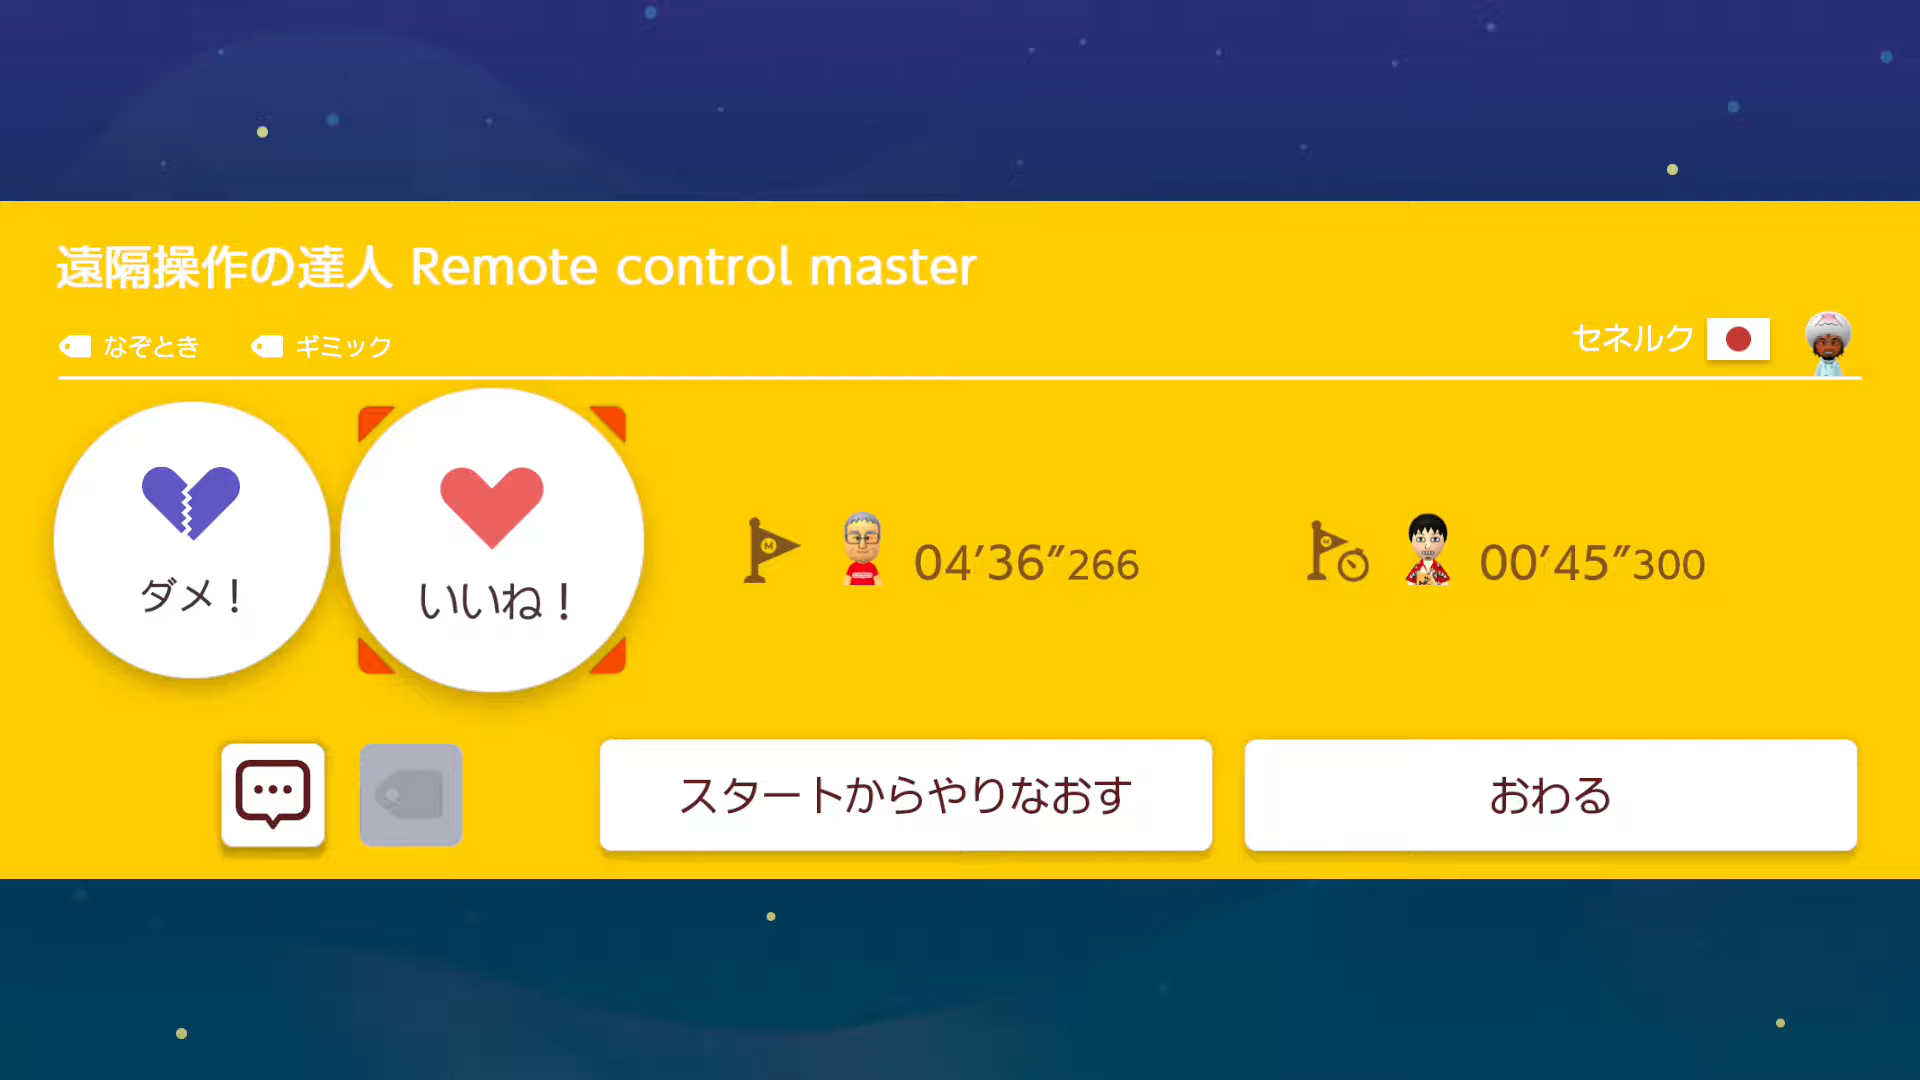 遠隔操作の達人 Remote control master
なぞとき ギミック
セネルク
ダメ!
いいね!
M 04′36″266
M 00′45″300
スタートからやりなおす
おわる